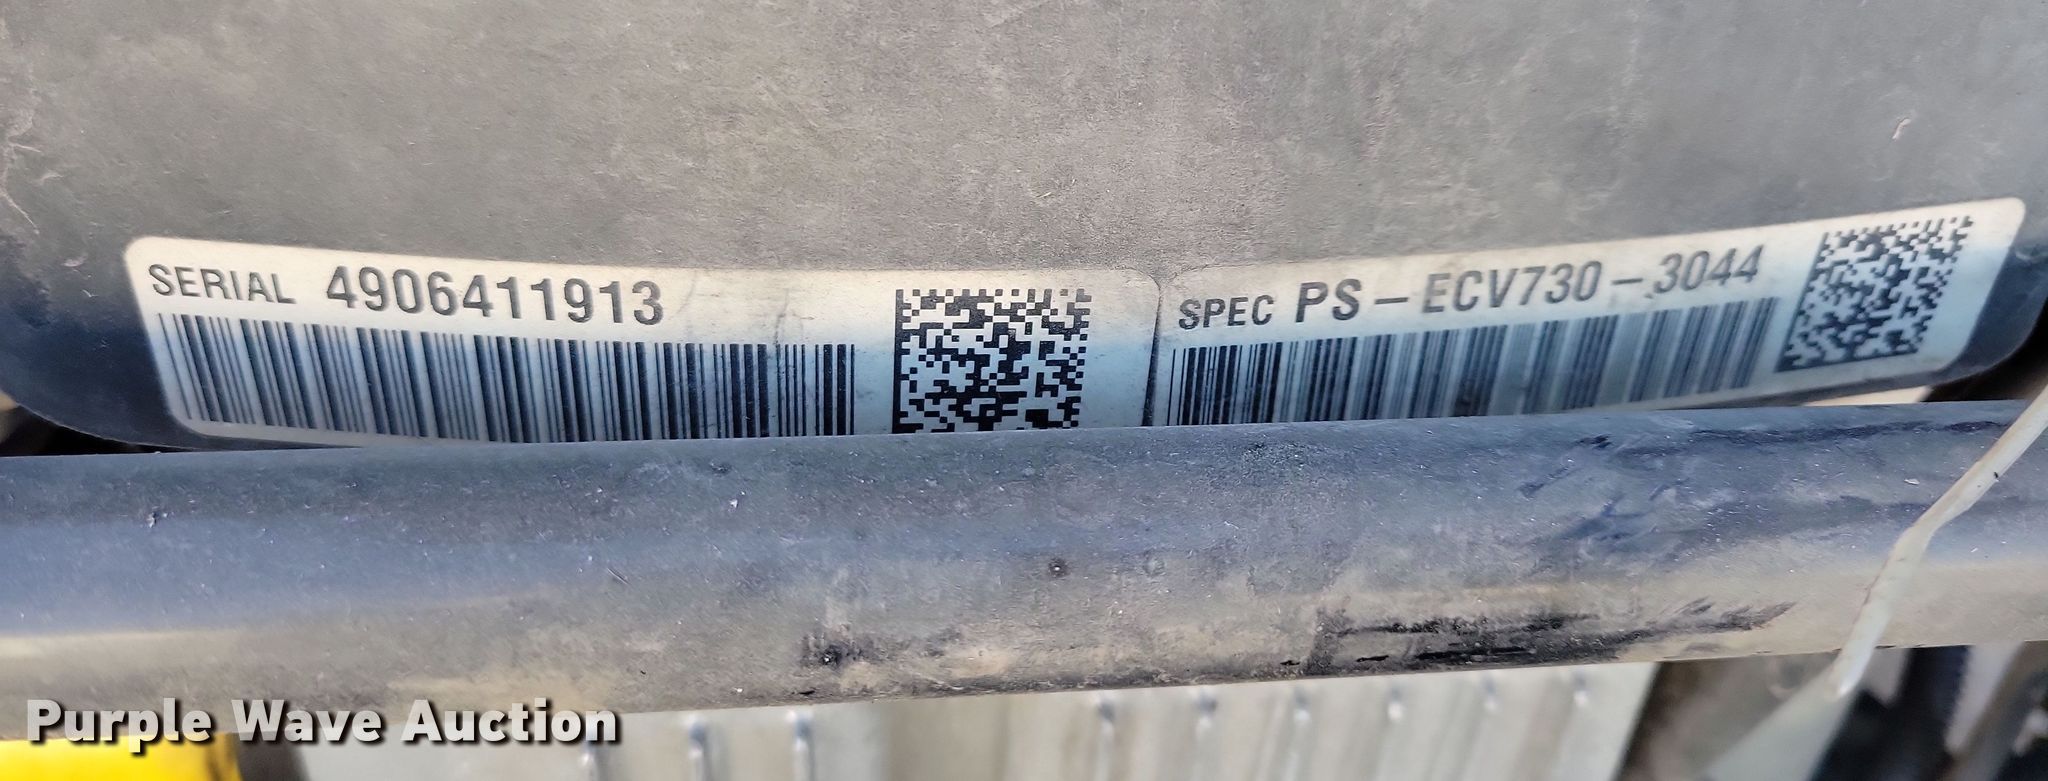 SERIAL 4906411913
SPEC PS-ECV730-3044
Purple Wave Auction